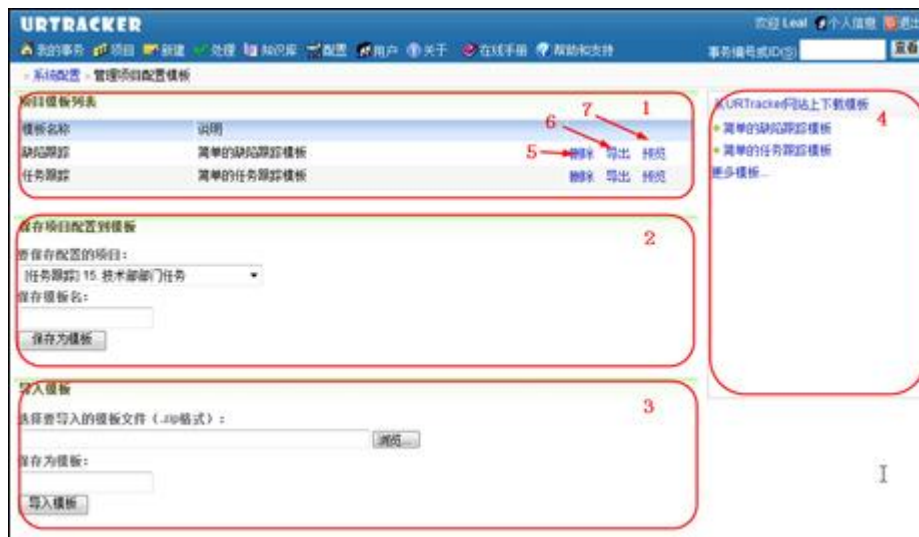 URTRACKER
欢迎 Leal 个人信息 退出
我的事务 项目 新建 处理 知识库 配置 用户 关于 在线手册 帮助和支持 事务编号或ID(S) 查看
系统配置 管理项目配置模板
项目模板列表
7
1
6
模板名称 说明
5
缺陷跟踪 简单的缺陷跟踪模板 删除 导出 预览
任务跟踪 简单的任务跟踪模板 删除 导出 预览
保存项目配置到模板
2
要保存配置的项目：
[任务跟踪] 15. 技术部部门任务
保存模板名：
保存为模板
导入模板
3
选择要导入的模板文件（.zip格式）：
浏览...
保存为模板：
导入模板
从URTracker网站上下载模板
4
简单的缺陷跟踪模板
简单的任务跟踪模板
更多模板...